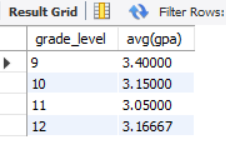 Result Grid Filter Rows:
grade_level avg(gpa)
9 3.40000
10 3.15000
11 3.05000
12 3.16667